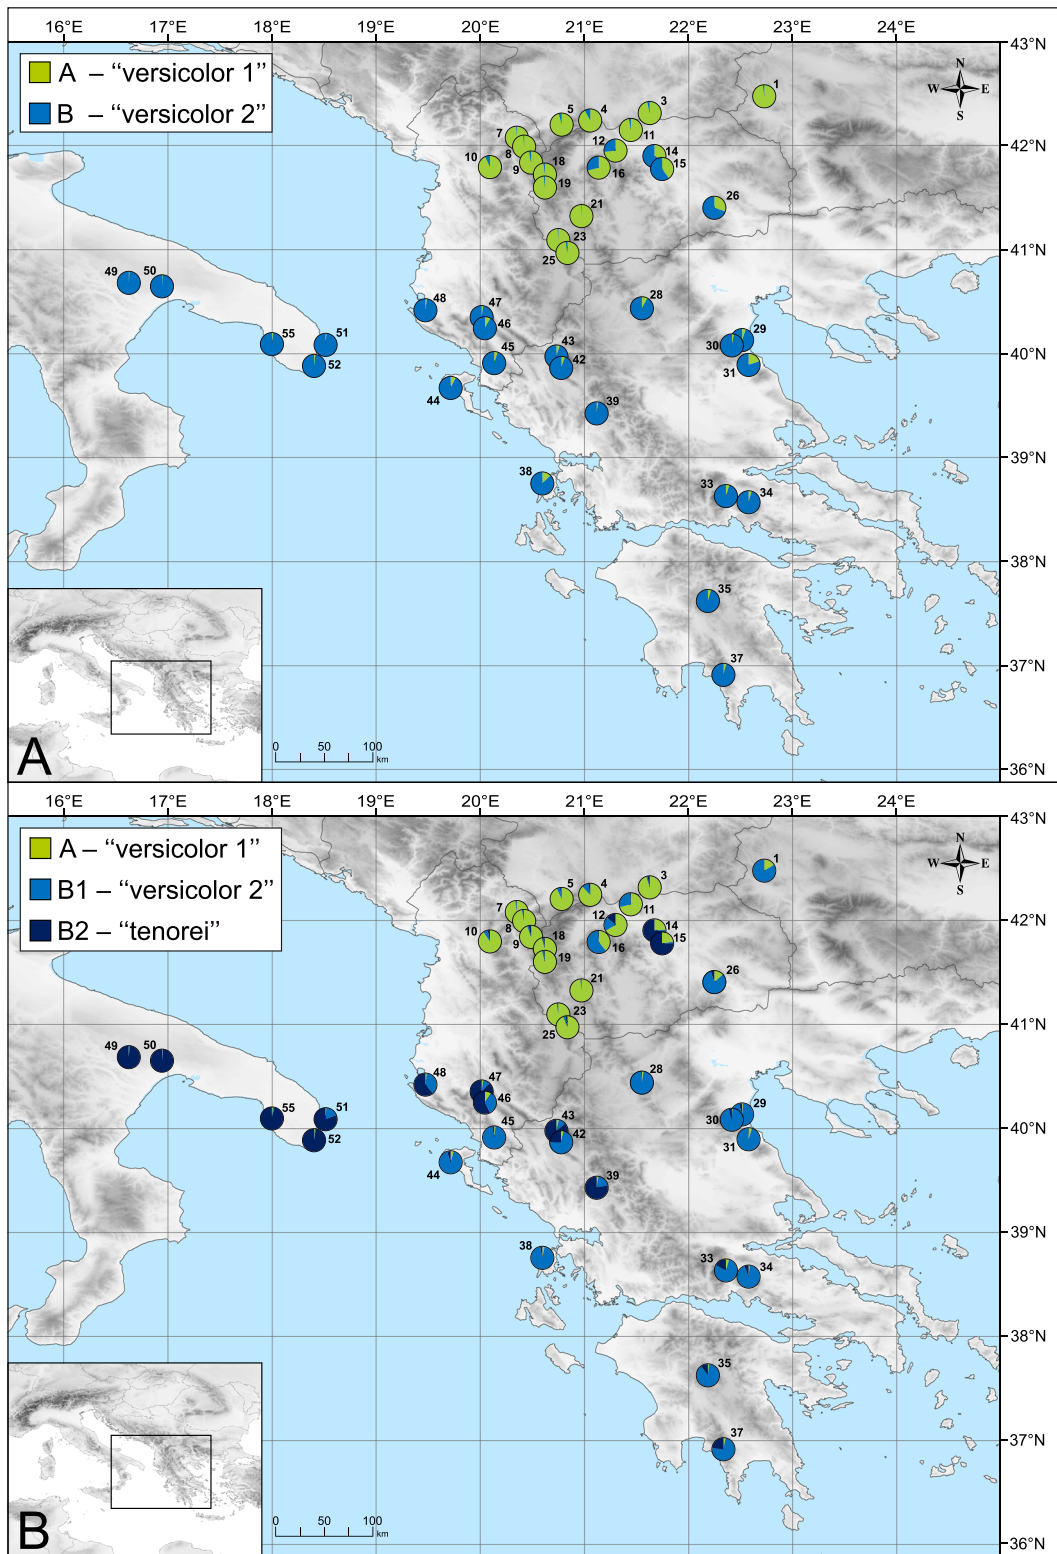 16°E 17°E 18°E 19°E 20°E 21°E 22°E 23°E 24°E
43°N
A – “versicolor 1”
B – “versicolor 2”
N
W E
S
1
3
5 4
7 11
42°N
12 14
8
10 15
9 18 16
19
26
21
23
41°N
25
49 50
28
48 47
46
29
55 51 43
30
40°N
45 42
52
31
44
39
39°N
38
33 34
38°N
35
37°N
37
A
0 50 100
km
36°N
16°E 17°E 18°E 19°E 20°E 21°E 22°E 23°E 24°E
43°N
A – “versicolor 1”
B1 – “versicolor 2”
B2 – “tenorei”
N
W E
S
1
3
5 4
7 11
42°N
12 14
8
10 15
9 18 16
19
26
21
23
41°N
25
49 50
28
48 47
46
29
55 51 43
30
40°N
45 42
52
31
44
39
39°N
38
33 34
38°N
35
37°N
37
B
0 50 100
km
36°N